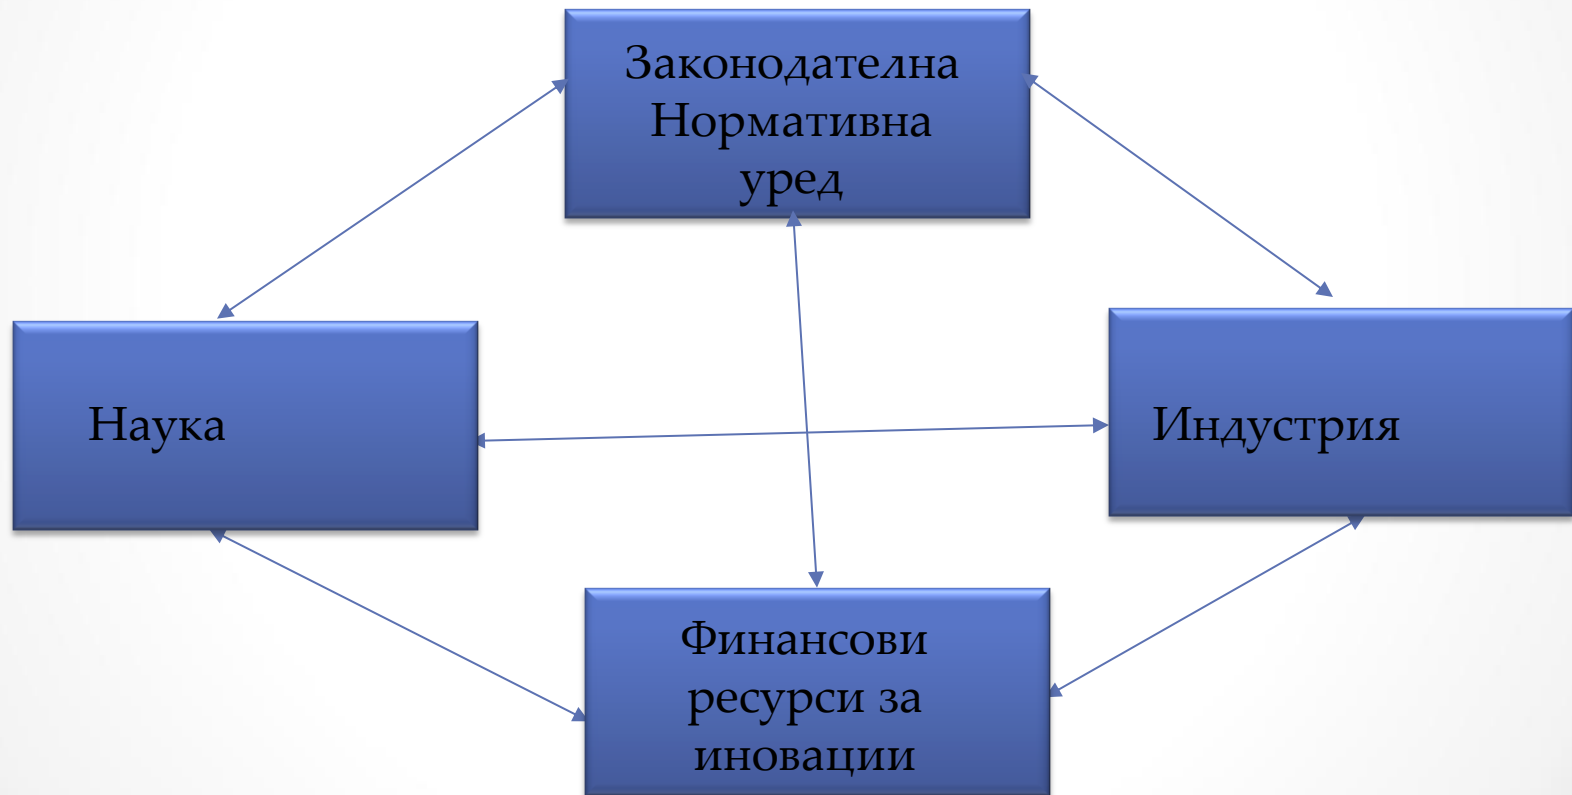 Законодателна
Нормативна
уред
Наука
Индустрия
Финансови
ресурси за
иновации